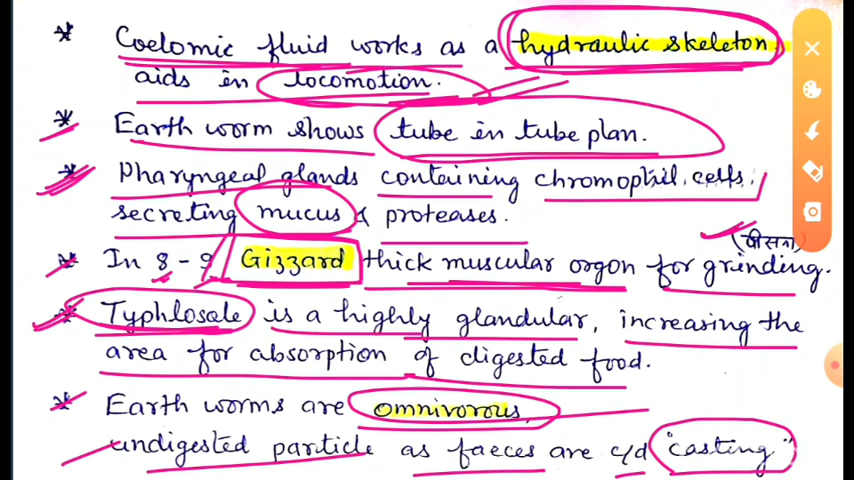 * Coelomic fluid works as a hydraulic skeleton
aids in locomotion.
* Earth worm shows tube in tube plan.
* Pharyngeal glands containing chromophil cells,
secreting mucus & proteases.
(पीसना)
* In 8-9 Gizzard thick muscular orgon for grinding.
* Typhlosole is a highly glandular, increasing the
area for absorption of digested food.
* Earth worms are omnivorous,
undigested particle as faeces are c/d "casting"